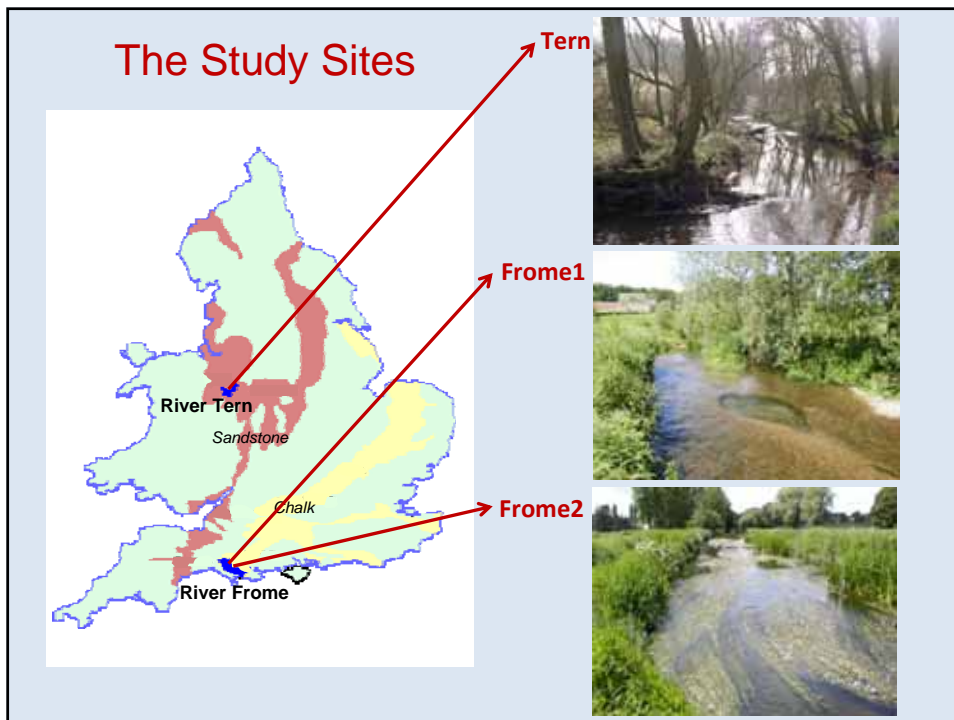 The Study Sites
Tern
Frome1
River Tern
Sandstone
Chalk
Frome2
River Frome